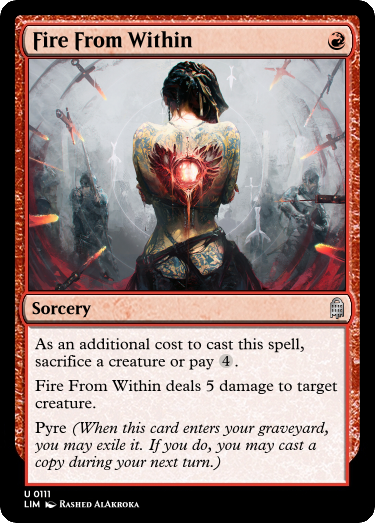 Fire From Within
Sorcery
As an additional cost to cast this spell,
sacrifice a creature or pay 4.
Fire From Within deals 5 damage to target
creature.
Pyre (When this card enters your graveyard,
you may exile it. If you do, you may cast a
copy during your next turn.)
U 0111
LIM Rashed AlAkroka